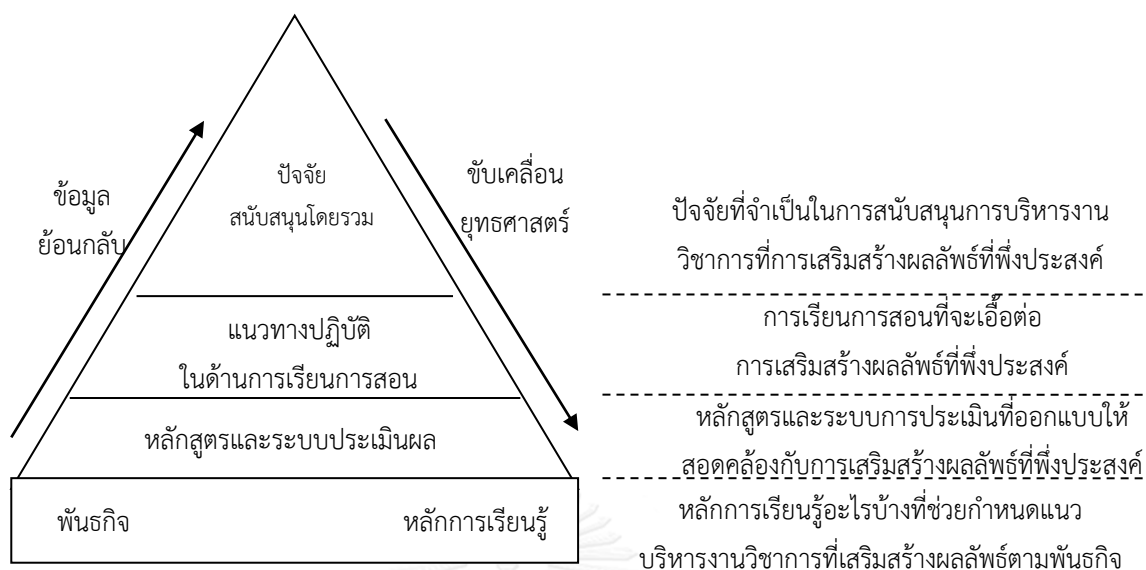 ข้อมูล
ย้อนกลับ
ปัจจัย
สนับสนุนโดยรวม
ขับเคลื่อน
ยุทธศาสตร์
แนวทางปฏิบัติ
ในด้านการเรียนการสอน
หลักสูตรและระบบประเมินผล
พันธกิจ
หลักการเรียนรู้
ปัจจัยที่จำเป็นในการสนับสนุนการบริหารงาน
วิชาการที่การเสริมสร้างผลลัพธ์ที่พึงประสงค์
การเรียนการสอนที่จะเอื้อต่อ
การเสริมสร้างผลลัพธ์ที่พึงประสงค์
หลักสูตรและระบบการประเมินที่ออกแบบให้
สอดคล้องกับการเสริมสร้างผลลัพธ์ที่พึงประสงค์
หลักการเรียนรู้อะไรบ้างที่ช่วยกำหนดแนว
บริหารงานวิชาการที่เสริมสร้างผลลัพธ์ตามพันธกิจ